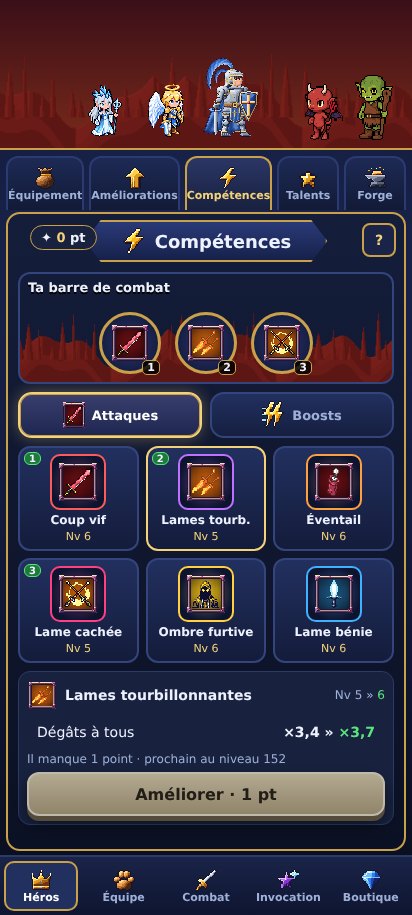 Équipement
Améliorations
Compétences
Talents
Forge
✦ 0 pt
Compétences
?
Ta barre de combat
1
2
3
Attaques
Boosts
1
Coup vif
Nv 6
2
Lames tourb.
Nv 5
Éventail
Nv 6
3
Lame cachée
Nv 5
Ombre furtive
Nv 6
Lame bénie
Nv 6
Lames tourbillonnantes
Nv 5 » 6
Dégâts à tous
×3,4 » ×3,7
Il manque 1 point · prochain au niveau 152
Améliorer · 1 pt
Héros
Équipe
Combat
Invocation
Boutique